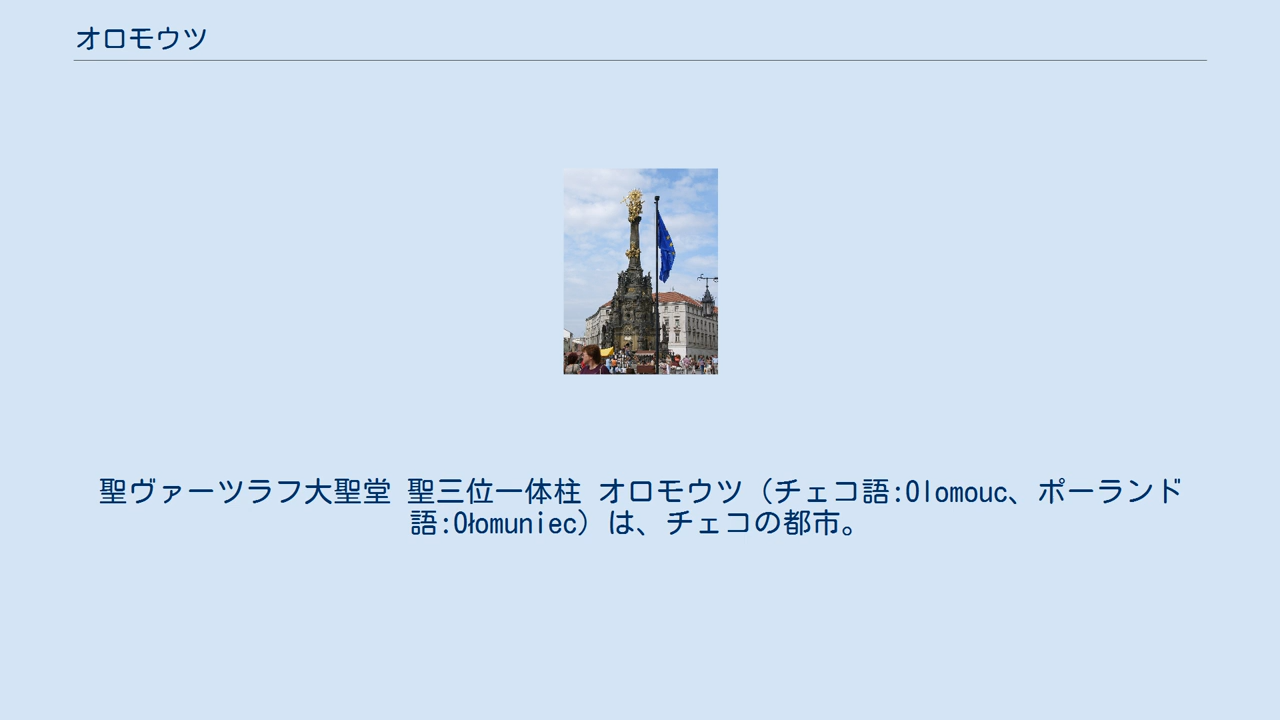 オロモウツ
聖ヴァーツラフ大聖堂 聖三位一体柱 オロモウツ（チェコ語:Olomouc、ポーランド
語:Ołomuniec）は、チェコの都市。